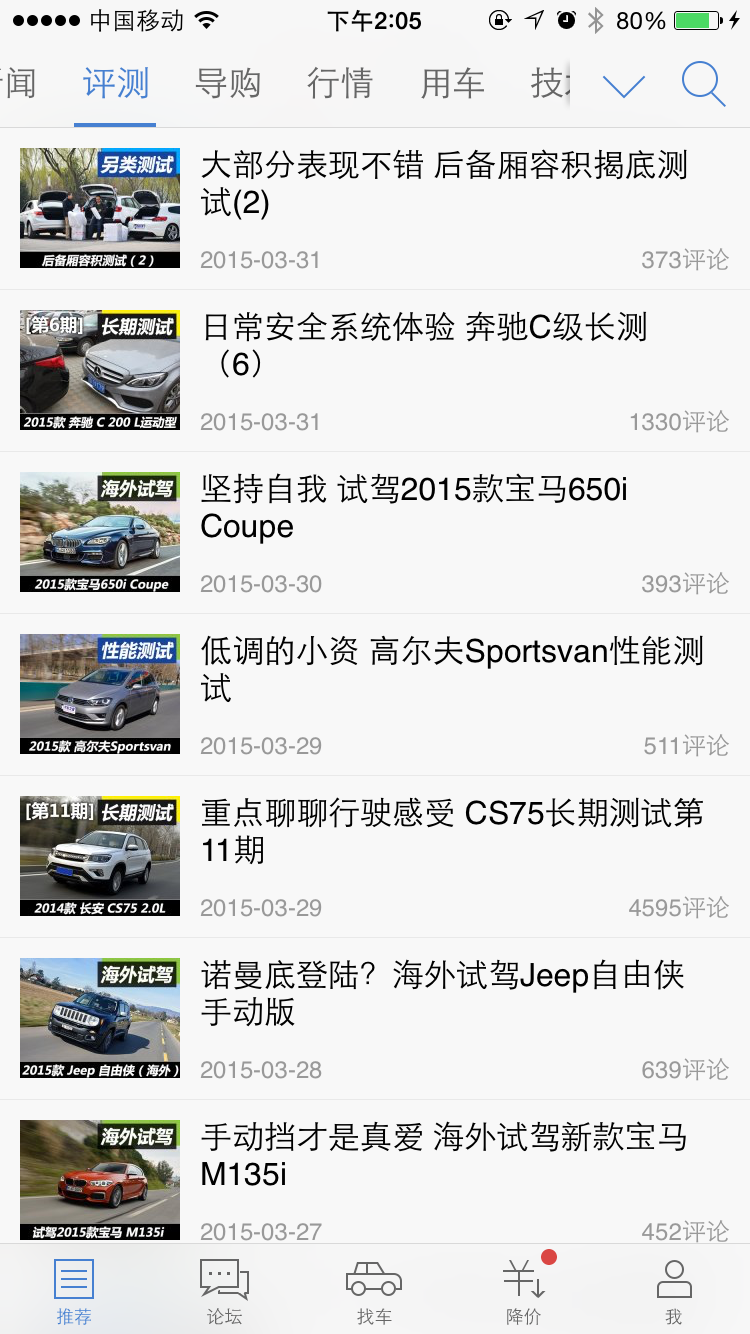 中国移动 下午2:05 80%
闻 评测 导购 行情 用车 技
另类测试
后备厢容积测试（2）
大部分表现不错 后备厢容积揭底测
试(2)
2015-03-31 373评论
[第6期] 长期测试
2015款 奔驰 C 200 L运动型
日常安全系统体验 奔驰C级长测
（6）
2015-03-31 1330评论
海外试驾
2015款宝马650i Coupe
坚持自我 试驾2015款宝马650i
Coupe
2015-03-30 393评论
性能测试
2015款 高尔夫Sportsvan
低调的小资 高尔夫Sportsvan性能测
试
2015-03-29 511评论
[第11期] 长期测试
2014款 长安 CS75 2.0L
重点聊聊行驶感受 CS75长期测试第
11期
2015-03-29 4595评论
海外试驾
2015款 Jeep 自由侠（海外）
诺曼底登陆？海外试驾Jeep自由侠
手动版
2015-03-28 639评论
海外试驾
试驾2015款宝马 M135i
手动挡才是真爱 海外试驾新款宝马
M135i
2015-03-27 452评论
推荐 论坛 找车 降价 我